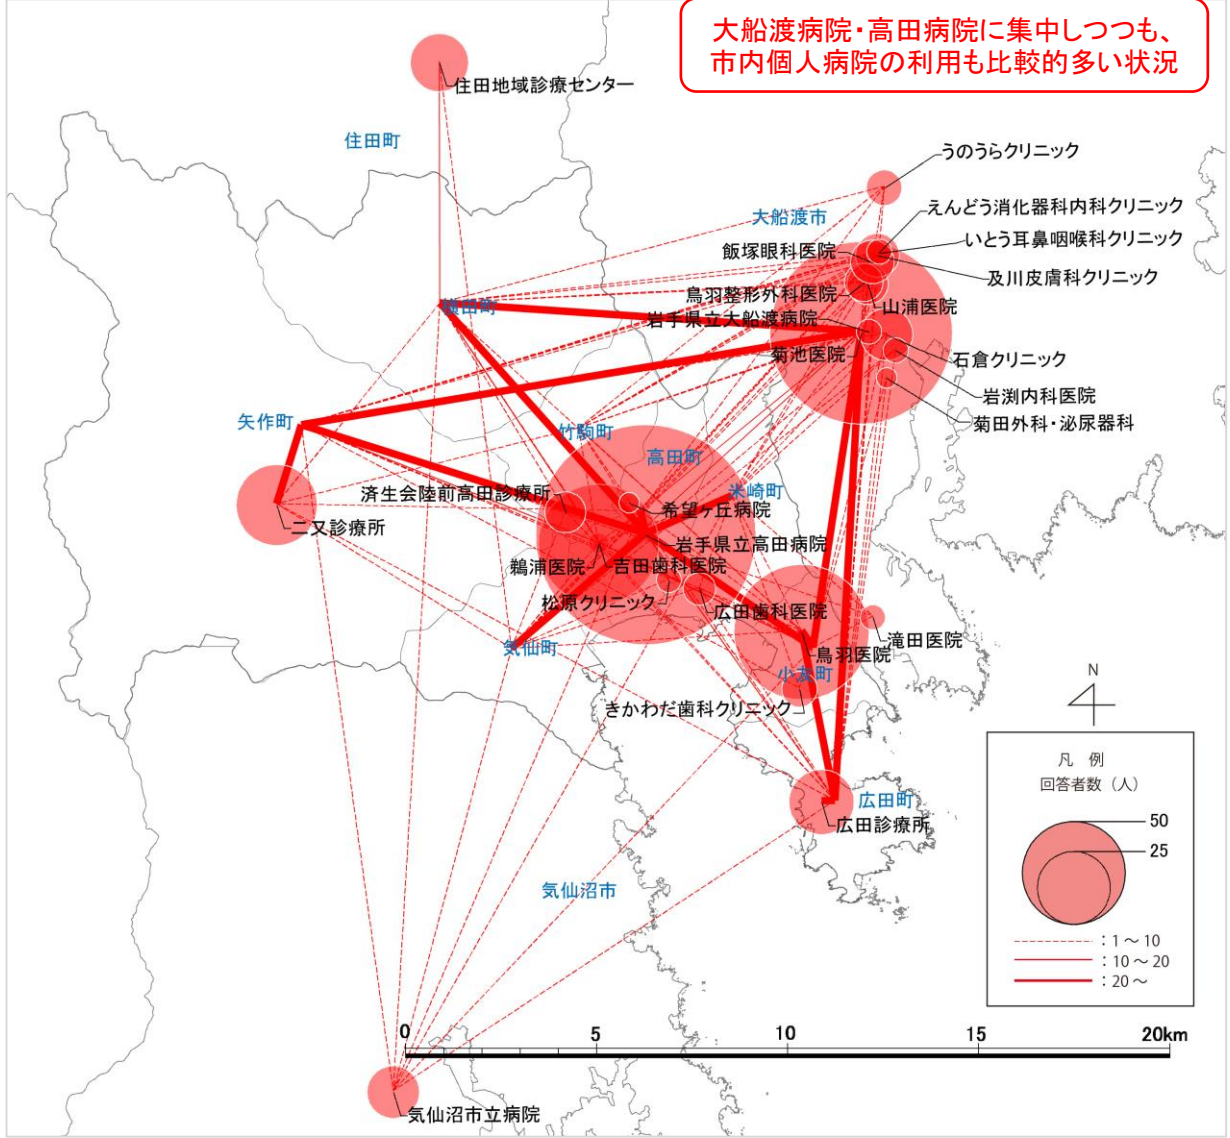 大船渡病院・高田病院に集中しつつも、
市内個人病院の利用も比較的多い状況
住田地域診療センター
住田町
うのうらクリニック
大船渡市
えんどう消化器科内科クリニック
いとう耳鼻咽喉科クリニック
飯塚眼科医院
及川皮膚科クリニック
鳥羽整形外科医院
山浦医院
横田町
岩手県立大船渡病院
菊池医院
石倉クリニック
岩渕内科医院
菊田外科・泌尿器科
矢作町
竹駒町
高田町
米崎町
済生会陸前高田診療所
希望ヶ丘病院
二又診療所
岩手県立高田病院
鵜浦医院
吉田歯科医院
松原クリニック
広田歯科医院
気仙町
滝田医院
鳥羽医院
小友町
きかわだ歯科クリニック
N
広田町
広田診療所
凡 例
回答者数（人）
50
25
：1～10
：10～20
：20～
気仙沼市
0
5
10
15
20km
気仙沼市立病院